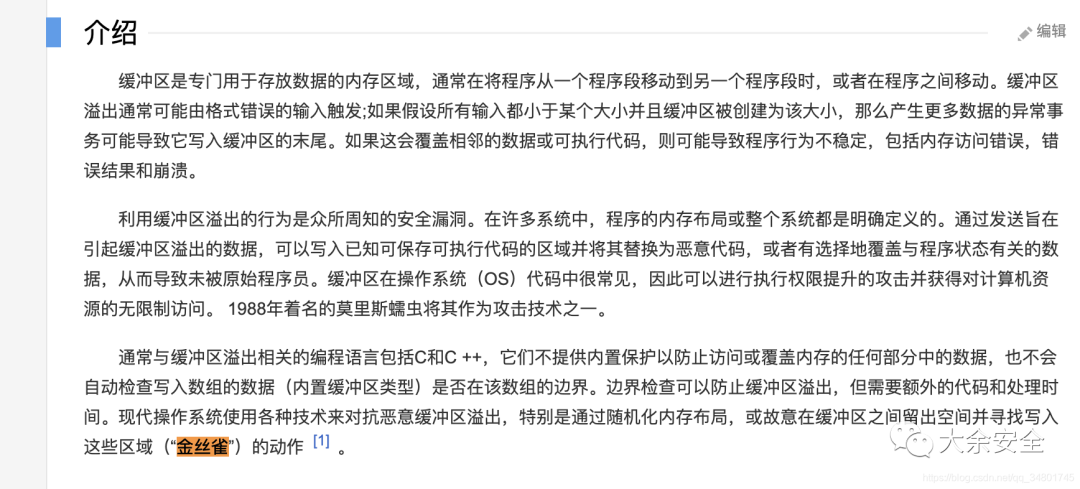 介绍
编辑
缓冲区是专门用于存放数据的内存区域，通常在将程序从一个程序段移动到另一个程序段时，或者在程序之间移动。缓冲区
溢出通常可能由格式错误的输入触发;如果假设所有输入都小于某个大小并且缓冲区被创建为该大小，那么产生更多数据的异常事
务可能导致它写入缓冲区的末尾。如果这会覆盖相邻的数据或可执行代码，则可能导致程序行为不稳定，包括内存访问错误，错
误结果和崩溃。
利用缓冲区溢出的行为是众所周知的安全漏洞。在许多系统中，程序的内存布局或整个系统都是明确定义的。通过发送旨在
引起缓冲区溢出的数据，可以写入已知可保存可执行代码的区域并将其替换为恶意代码，或者有选择地覆盖与程序状态有关的数
据，从而导致未被原始程序员。缓冲区在操作系统（OS）代码中很常见，因此可以进行执行权限提升的攻击并获得对计算机资
源的无限制访问。 1988年着名的莫里斯蠕虫将其作为攻击技术之一。
通常与缓冲区溢出相关的编程语言包括C和C ++，它们不提供内置保护以防止访问或覆盖内存的任何部分中的数据，也不会
自动检查写入数组的数据（内置缓冲区类型）是否在该数组的边界。边界检查可以防止缓冲区溢出，但需要额外的代码和处理时
间。现代操作系统使用各种技术来对抗恶意缓冲区溢出，特别是通过随机化内存布局，或故意在缓冲区之间留出空间并寻找写入
这些区域（“金丝雀”）的动作 [1] 。
大余安全
https://blog.csdn.net/qq_34801745